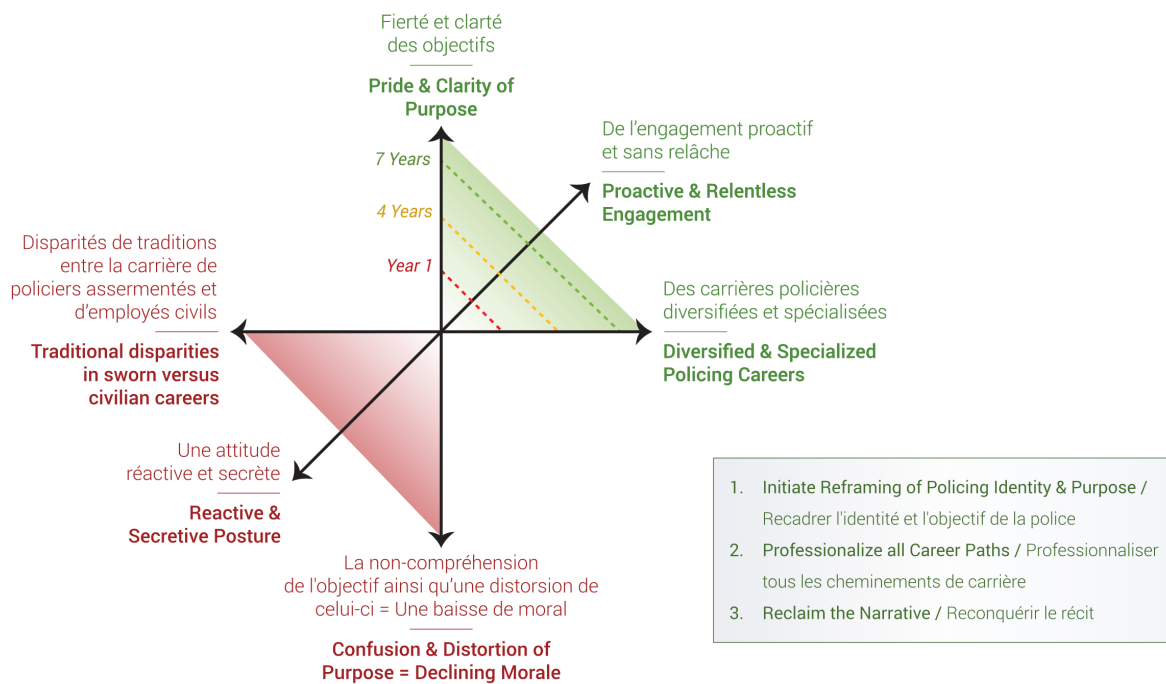 Fierté et clarté
des objectifs
Pride & Clarity of
Purpose
7 Years
4 Years
Year 1
De l’engagement proactif
et sans relâche
Proactive & Relentless
Engagement
Disparités de traditions
entre la carrière de
policiers assermentés et
d’employés civils
Traditional disparities
in sworn versus
civilian careers
Des carrières policières
diversifiées et spécialisées
Diversified & Specialized
Policing Careers
Une attitude
réactive et secrète
Reactive &
Secretive Posture
La non-compréhension
de l'objectif ainsi qu’une distorsion de
celui-ci = Une baisse de moral
Confusion & Distortion of
Purpose = Declining Morale
1. Initiate Reframing of Policing Identity & Purpose /
Recadrer l'identité et l'objectif de la police
2. Professionalize all Career Paths / Professionnaliser
tous les cheminements de carrière
3. Reclaim the Narrative / Reconquérir le récit